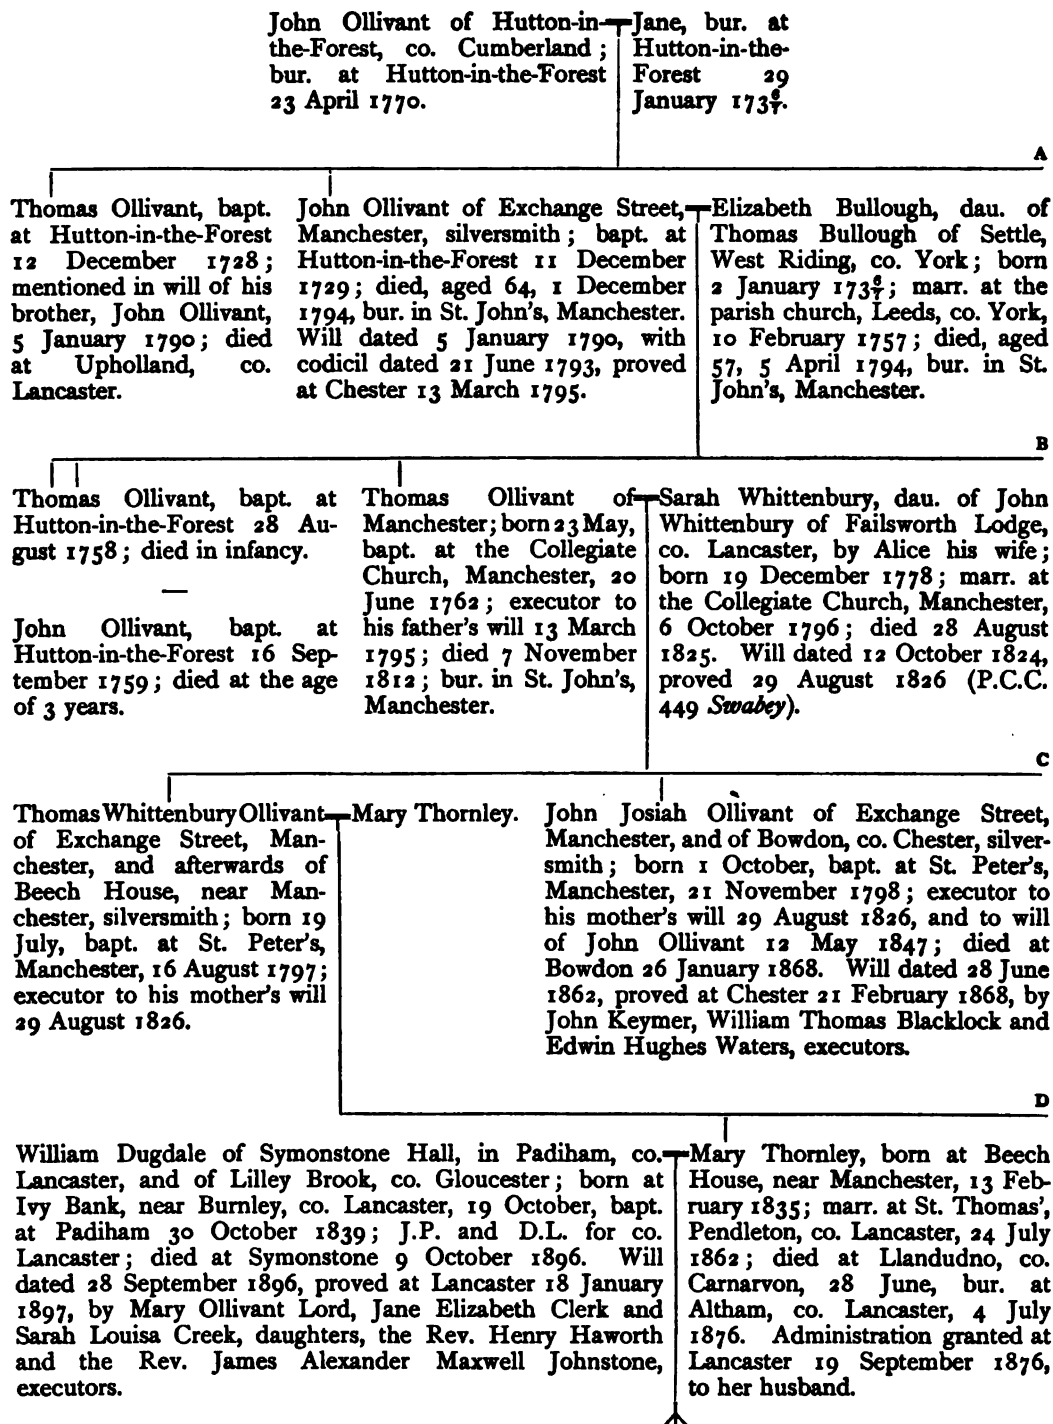 John Ollivant of Hutton-in-
the-Forest, co. Cumberland ;
bur. at Hutton-in-the-Forest
23 April 1770.
Jane, bur. at
Hutton-in-the-
Forest 29
January 173 6/7.
A
Thomas Ollivant, bapt.
at Hutton-in-the-Forest
12 December 1728 ;
mentioned in will of his
brother, John Ollivant,
5 January 1790 ; died
at Upholland, co.
Lancaster.
John Ollivant of Exchange Street,
Manchester, silversmith ; bapt. at
Hutton-in-the-Forest 11 December
1729 ; died, aged 64, 1 December
1794, bur. in St. John's, Manchester.
Will dated 5 January 1790, with
codicil dated 21 June 1793, proved
at Chester 13 March 1795.
Elizabeth Bullough, dau. of
Thomas Bullough of Settle,
West Riding, co. York ; born
2 January 173 6/7 ; marr. at the
parish church, Leeds, co. York,
10 February 1757 ; died, aged
57, 5 April 1794, bur. in St.
John's, Manchester.
B
Thomas Ollivant, bapt. at
Hutton-in-the-Forest 28 Au-
gust 1758 ; died in infancy.
—
John Ollivant, bapt. at
Hutton-in-the-Forest 16 Sep-
tember 1759 ; died at the age
of 3 years.
Thomas Ollivant of
Manchester; born 23 May,
bapt. at the Collegiate
Church, Manchester, 20
June 1762 ; executor to
his father's will 13 March
1795 ; died 7 November
1812 ; bur. in St. John's,
Manchester.
Sarah Whittenbury, dau. of John
Whittenbury of Failsworth Lodge,
co. Lancaster, by Alice his wife ;
born 19 December 1778 ; marr. at
the Collegiate Church, Manchester,
6 October 1796 ; died 28 August
1825. Will dated 12 October 1824,
proved 29 August 1826 (P.C.C.
449 Swabey).
C
Thomas Whittenbury Ollivant
of Exchange Street, Man-
chester, and afterwards of
Beech House, near Man-
chester, silversmith ; born 19
July, bapt. at St. Peter's,
Manchester, 16 August 1797 ;
executor to his mother's will
29 August 1826.
Mary Thornley.
John Josiah Ollivant of Exchange Street,
Manchester, and of Bowdon, co. Chester, silver-
smith ; born 1 October, bapt. at St. Peter's,
Manchester, 21 November 1798 ; executor to
his mother's will 29 August 1826, and to will
of John Ollivant 12 May 1847 ; died at
Bowdon 26 January 1868. Will dated 28 June
1862, proved at Chester 21 February 1868, by
John Keymer, William Thomas Blacklock and
Edwin Hughes Waters, executors.
D
William Dugdale of Symonstone Hall, in Padiham, co.
Lancaster, and of Lilley Brook, co. Gloucester ; born at
Ivy Bank, near Burnley, co. Lancaster, 19 October, bapt.
at Padiham 30 October 1839 ; J.P. and D.L. for co.
Lancaster ; died at Symonstone 9 October 1896. Will
dated 28 September 1896, proved at Lancaster 18 January
1897, by Mary Ollivant Lord, Jane Elizabeth Clerk and
Sarah Louisa Creek, daughters, the Rev. Henry Haworth
and the Rev. James Alexander Maxwell Johnstone,
executors.
Mary Thornley, born at Beech
House, near Manchester, 13 Feb-
ruary 1835; marr. at St. Thomas',
Pendleton, co. Lancaster, 24 July
1862 ; died at Llandudno, co.
Carnarvon, 28 June, bur. at
Altham, co. Lancaster, 4 July
1876. Administration granted at
Lancaster 19 September 1876,
to her husband.